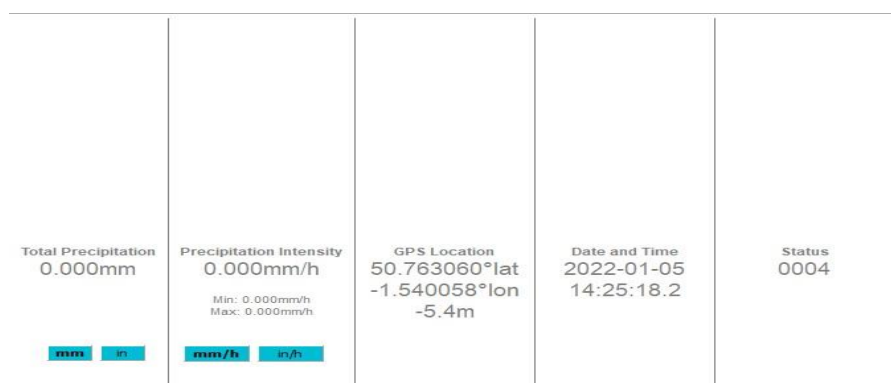 Total Precipitation
0.000mm
mm in
Precipitation Intensity
0.000mm/h
Min: 0.000mm/h
Max: 0.000mm/h
mm/h in/h
GPS Location
50.763060°lat
-1.540058°lon
-5.4m
Date and Time
2022-01-05
14:25:18.2
Status
0004